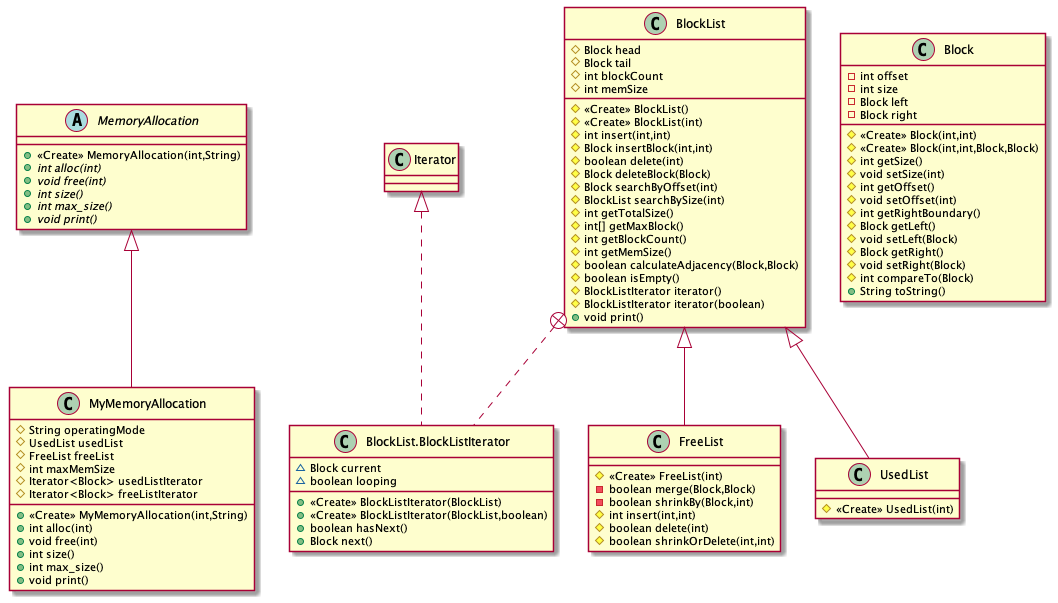 A MemoryAllocation
«Create» MemoryAllocation(int,String)
int alloc(int)
void free(int)
int size()
int max_size()
void print()
C MyMemoryAllocation
String operatingMode
UsedList usedList
FreeList freeList
int maxMemSize
Iterator<Block> usedListIterator
Iterator<Block> freeListIterator
«Create» MyMemoryAllocation(int,String)
int alloc(int)
void free(int)
int size()
int max_size()
void print()
C Iterator
C BlockList.BlockListIterator
Block current
boolean looping
«Create» BlockListIterator(BlockList)
«Create» BlockListIterator(BlockList,boolean)
boolean hasNext()
Block next()
C BlockList
Block head
Block tail
int blockCount
int memSize
«Create» BlockList()
«Create» BlockList(int)
int insert(int,int)
Block insertBlock(int,int)
boolean delete(int)
Block deleteBlock(Block)
Block searchByOffset(int)
BlockList searchBySize(int)
int getTotalSize()
int[] getMaxBlock()
int getBlockCount()
int getMemSize()
boolean calculateAdjacency(Block,Block)
boolean isEmpty()
BlockListIterator iterator()
BlockListIterator iterator(boolean)
void print()
C FreeList
«Create» FreeList(int)
boolean merge(Block,Block)
boolean shrinkBy(Block,int)
int insert(int,int)
boolean delete(int)
boolean shrinkOrDelete(int,int)
C Block
int offset
int size
Block left
Block right
«Create» Block(int,int)
«Create» Block(int,int,Block,Block)
int getSize()
void setSize(int)
int getOffset()
void setOffset(int)
int getRightBoundary()
Block getLeft()
void setLeft(Block)
Block getRight()
void setRight(Block)
int compareTo(Block)
String toString()
C UsedList
«Create» UsedList(int)